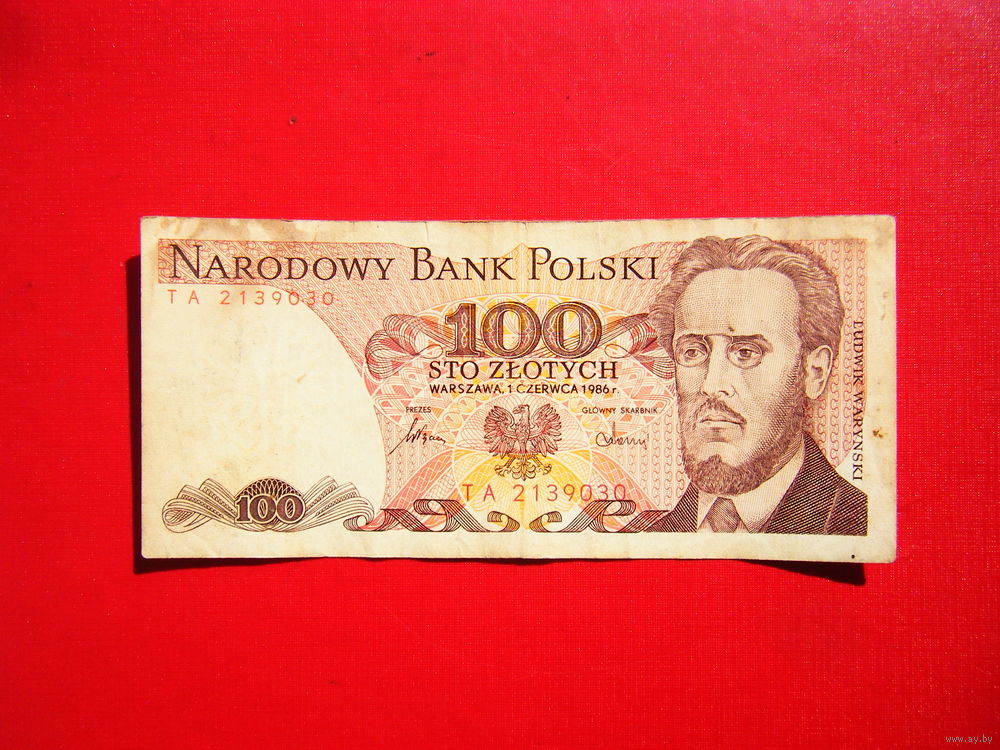 NARODOWY BANK POLSKI
TA 2139030
100
STO ZŁOTYCH
WARSZAWA, 1 CZERWCA 1986 r.
PREZES
GŁÓWNY SKARBNIK
TA 2139030
100
LUDWIK WARYŃSKI
www.ay.by